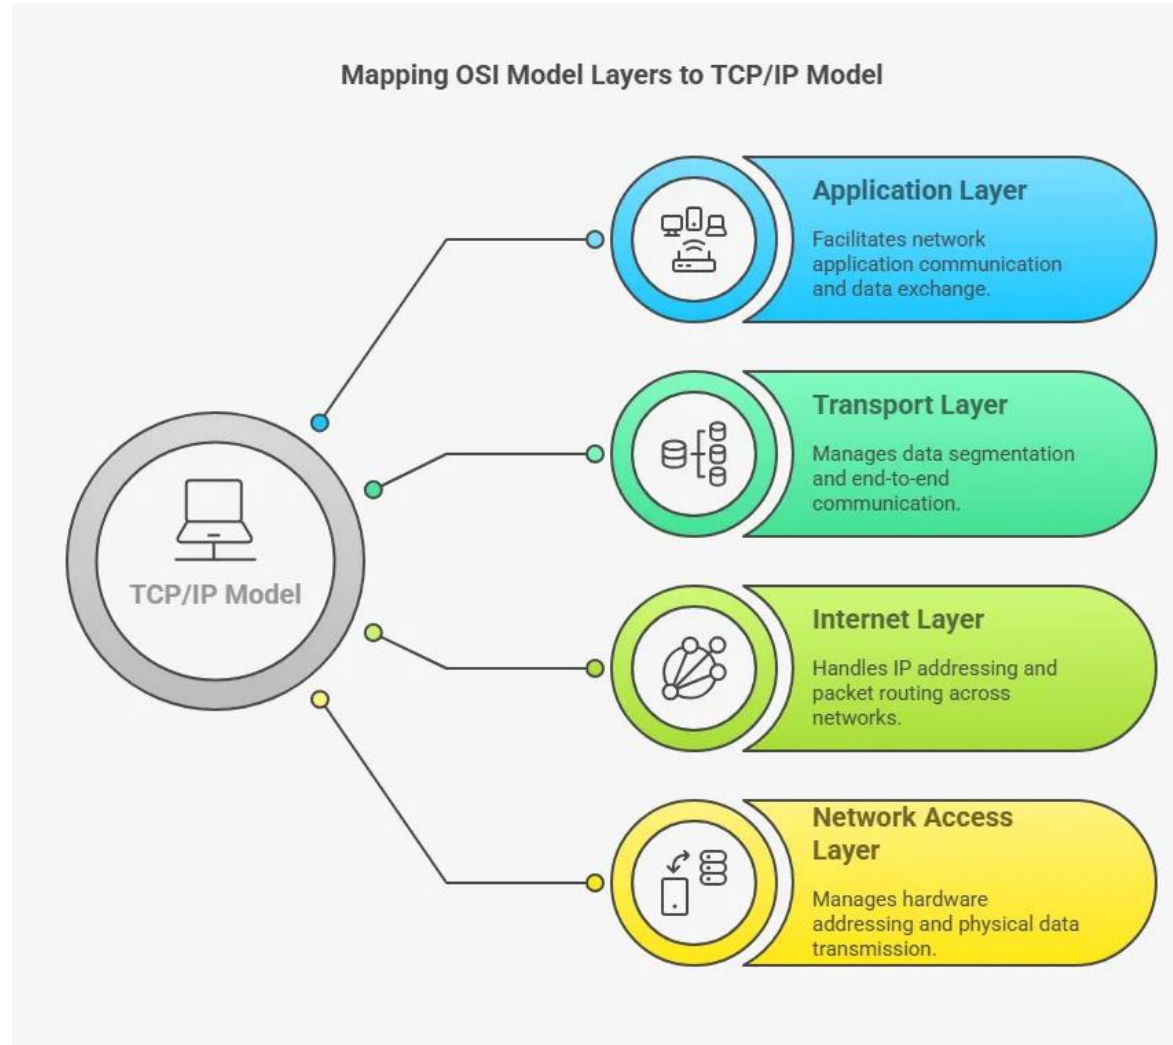 Mapping OSI Model Layers to TCP/IP Model
Application Layer
Facilitates network
application communication
and data exchange.
Transport Layer
Manages data segmentation
and end-to-end
communication.
TCP/IP Model
Internet Layer
Handles IP addressing and
packet routing across
networks.
Network Access
Layer
Manages hardware
addressing and physical data
transmission.